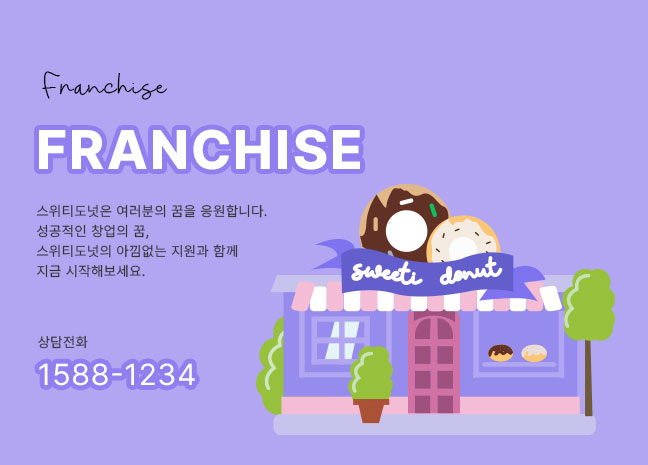 Franchise
FRANCHISE
스위티도넛은 여러분의 꿈을 응원합니다.
성공적인 창업의 꿈,
스위티도넛의 아낌없는 지원과 함께
지금 시작해보세요.
sweeti donut
상담전화
1588-1234